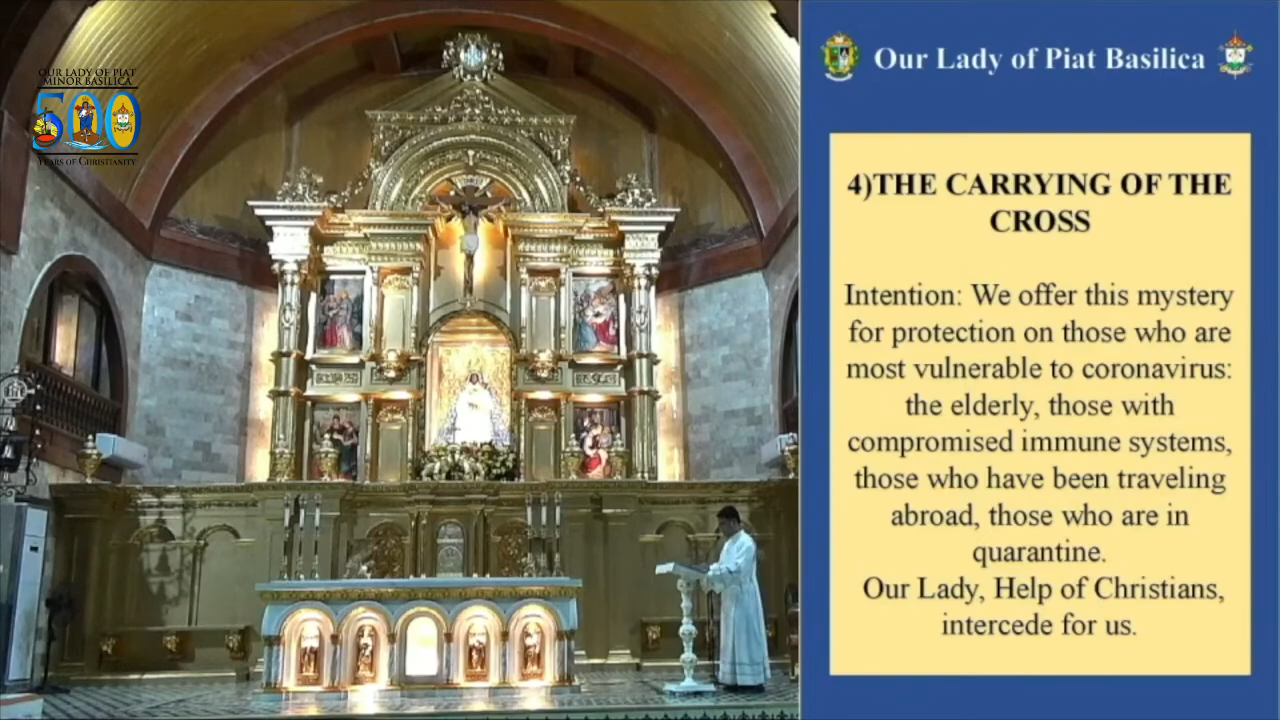 OUR LADY OF PIAT
MINOR BASILICA
500
YEARS OF CHRISTIANITY
Our Lady of Piat Basilica
4)THE CARRYING OF THE
CROSS
Intention: We offer this mystery
for protection on those who are
most vulnerable to coronavirus:
the elderly, those with
compromised immune systems,
those who have been traveling
abroad, those who are in
quarantine.
Our Lady, Help of Christians,
intercede for us.